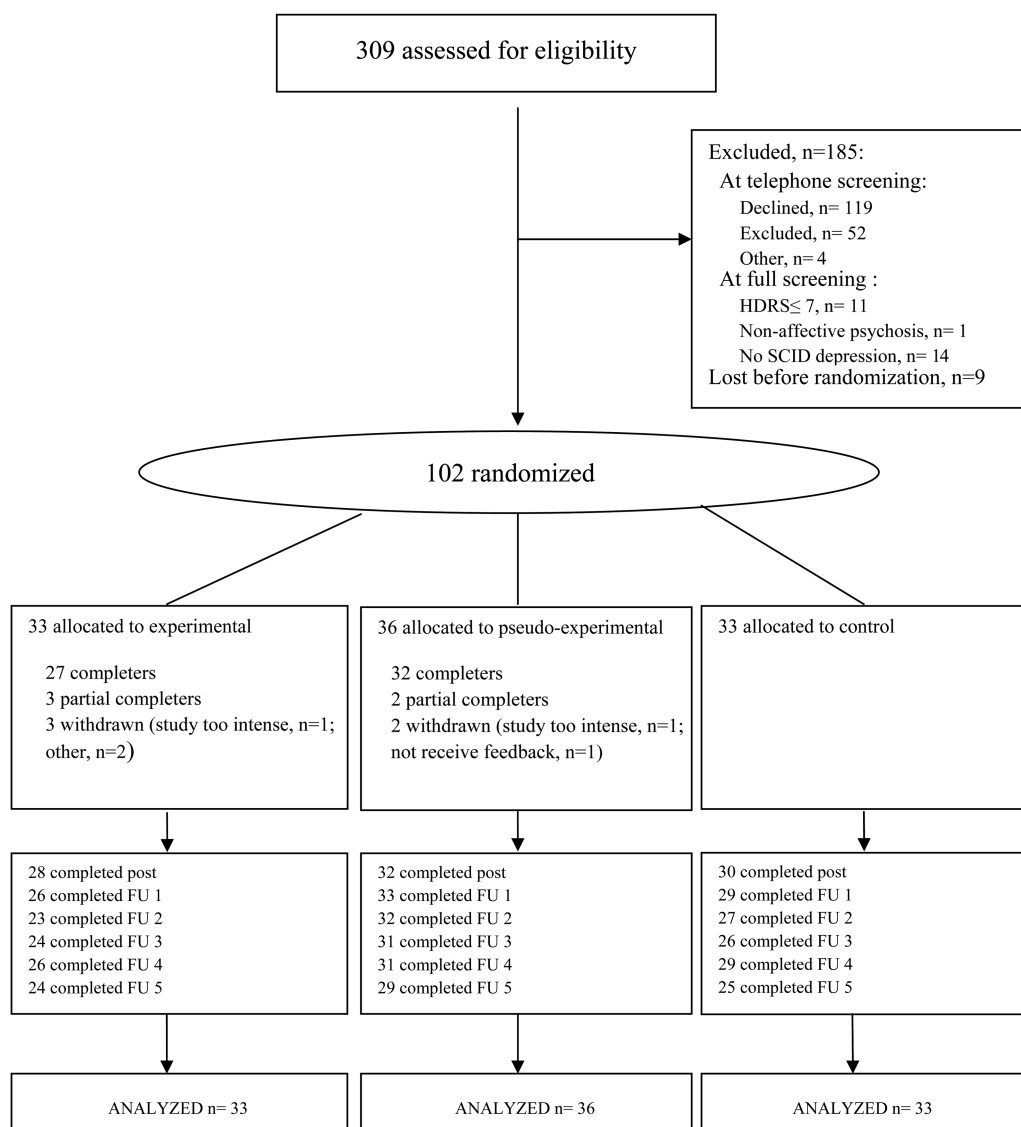 309 assessed for eligibility
Excluded, n=185:
At telephone screening:
Declined, n= 119
Excluded, n= 52
Other, n= 4
At full screening :
HDRS≤ 7, n= 11
Non-affective psychosis, n= 1
No SCID depression, n= 14
Lost before randomization, n=9
102 randomized
33 allocated to experimental
27 completers
3 partial completers
3 withdrawn (study too intense, n=1;
other, n=2)
36 allocated to pseudo-experimental
32 completers
2 partial completers
2 withdrawn (study too intense, n=1;
not receive feedback, n=1)
33 allocated to control
28 completed post
26 completed FU 1
23 completed FU 2
24 completed FU 3
26 completed FU 4
24 completed FU 5
32 completed post
33 completed FU 1
32 completed FU 2
31 completed FU 3
31 completed FU 4
29 completed FU 5
30 completed post
29 completed FU 1
27 completed FU 2
26 completed FU 3
29 completed FU 4
25 completed FU 5
ANALYZED n= 33
ANALYZED n= 36
ANALYZED n= 33